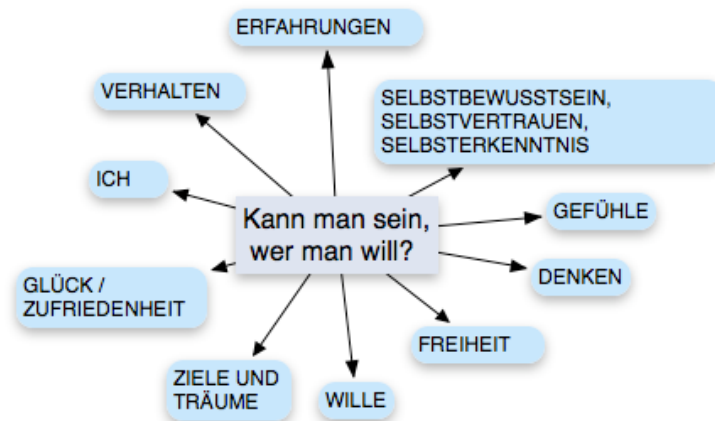 ERFAHRUNGEN
VERHALTEN
SELBSTBEWUSSTSEIN,
SELBSTVERTRAUEN,
SELBSTERKENNTNIS
ICH
Kann man sein,
wer man will?
GEFÜHLE
GLÜCK /
ZUFRIEDENHEIT
DENKEN
FREIHEIT
ZIELE UND
TRÄUME
WILLE